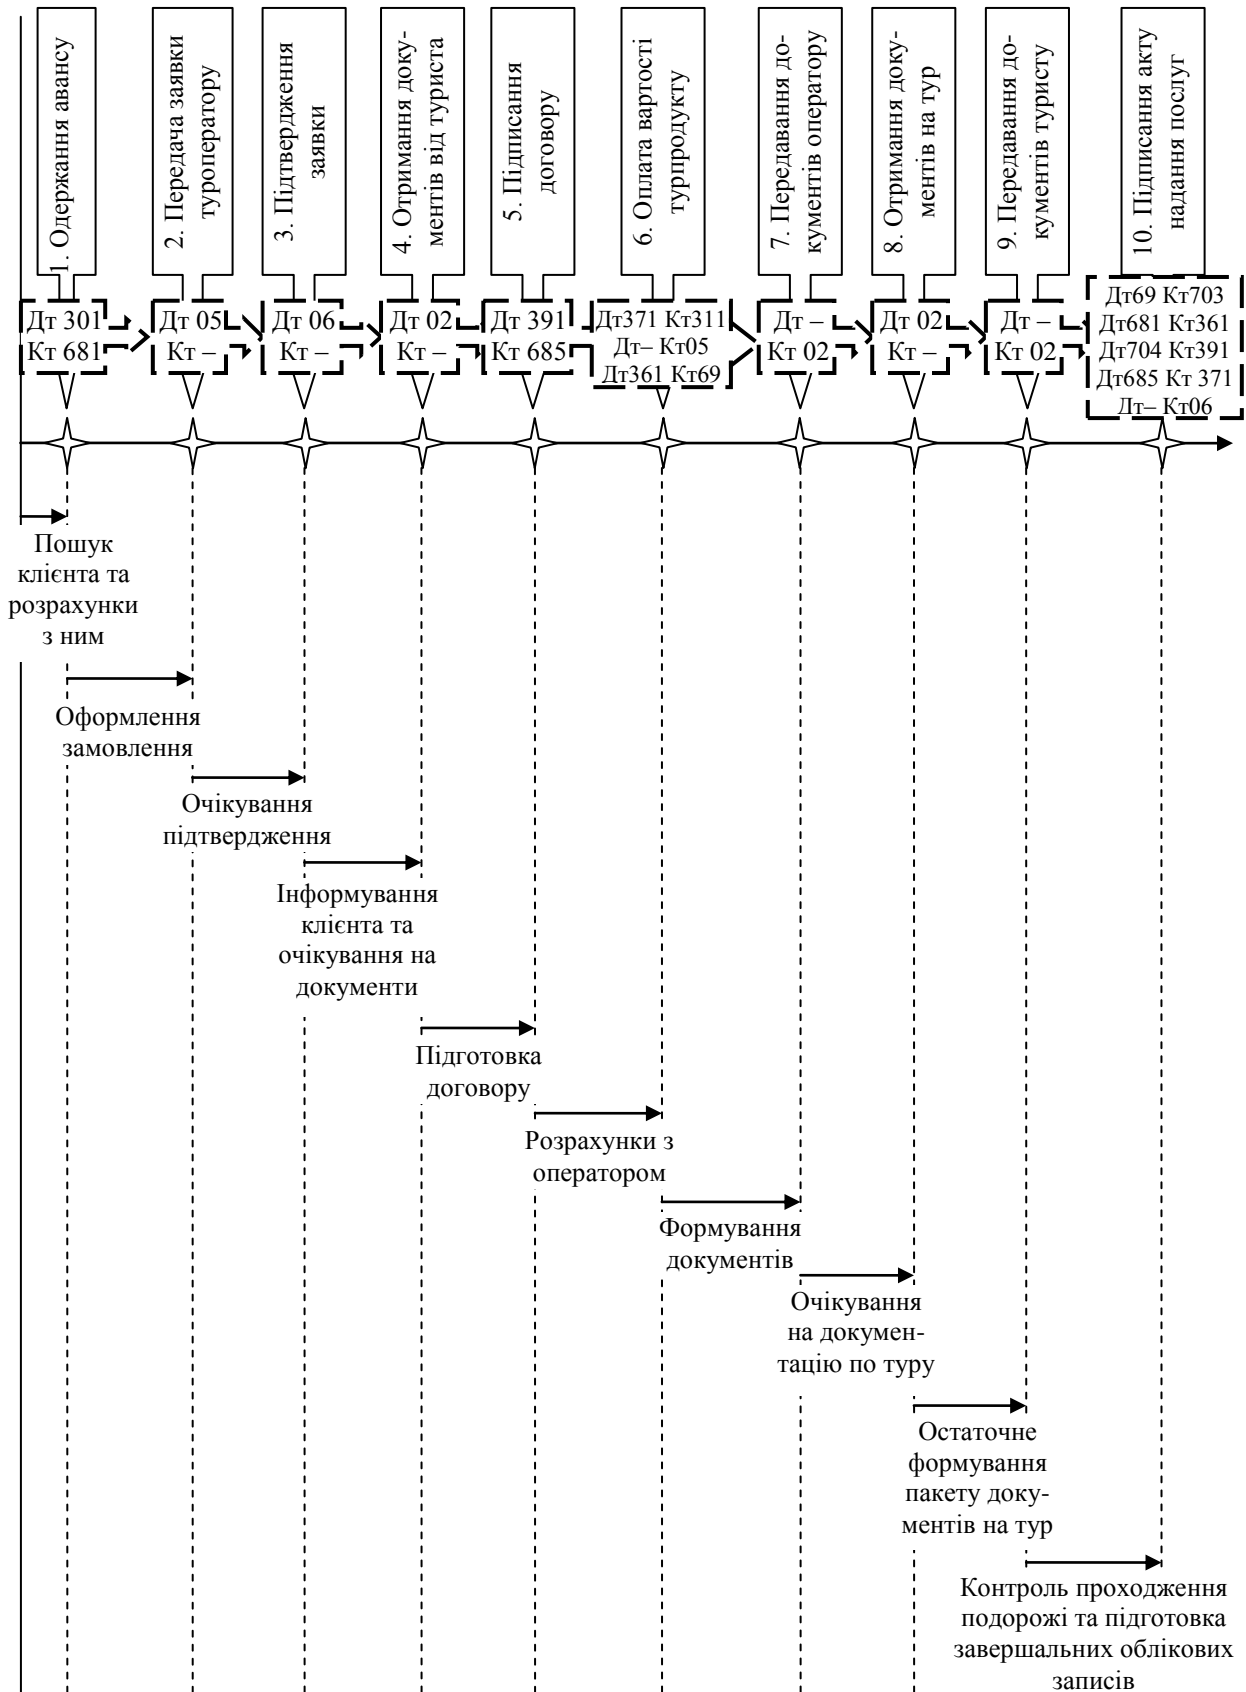 1. Одержання авансу
2. Передача заявки
туроператору
3. Підтвердження
заявки
4. Отримання доку-
ментів від туриста
5. Підписання
договору
6. Оплата вартості
турпродукту
7. Передавання до-
кументів оператору
8. Отримання доку-
ментів на тур
9. Передавання до-
кументів туристу
10. Підписання акту
надання послуг
Дт 301
Кт 681
Дт 05
Кт –
Дт 06
Кт –
Дт 02
Кт –
Дт 391
Кт 685
Дт371 Кт311
Дт– Кт05
Дт361 Кт69
Дт –
Кт 02
Дт 02
Кт –
Дт –
Кт 02
Дт69 Кт703
Дт681 Кт361
Дт704 Кт391
Дт685 Кт 371
Дт– Кт06
Пошук
клієнта та
розрахунки
з ним
Оформлення
замовлення
Очікування
підтвердження
Інформування
клієнта та
очікування на
документи
Підготовка
договору
Розрахунки з
оператором
Формування
документів
Очікування
на докумен-
тацію по туру
Остаточне
формування
пакету доку-
ментів на тур
Контроль проходження
подорожі та підготовка
завершальних облікових
записів